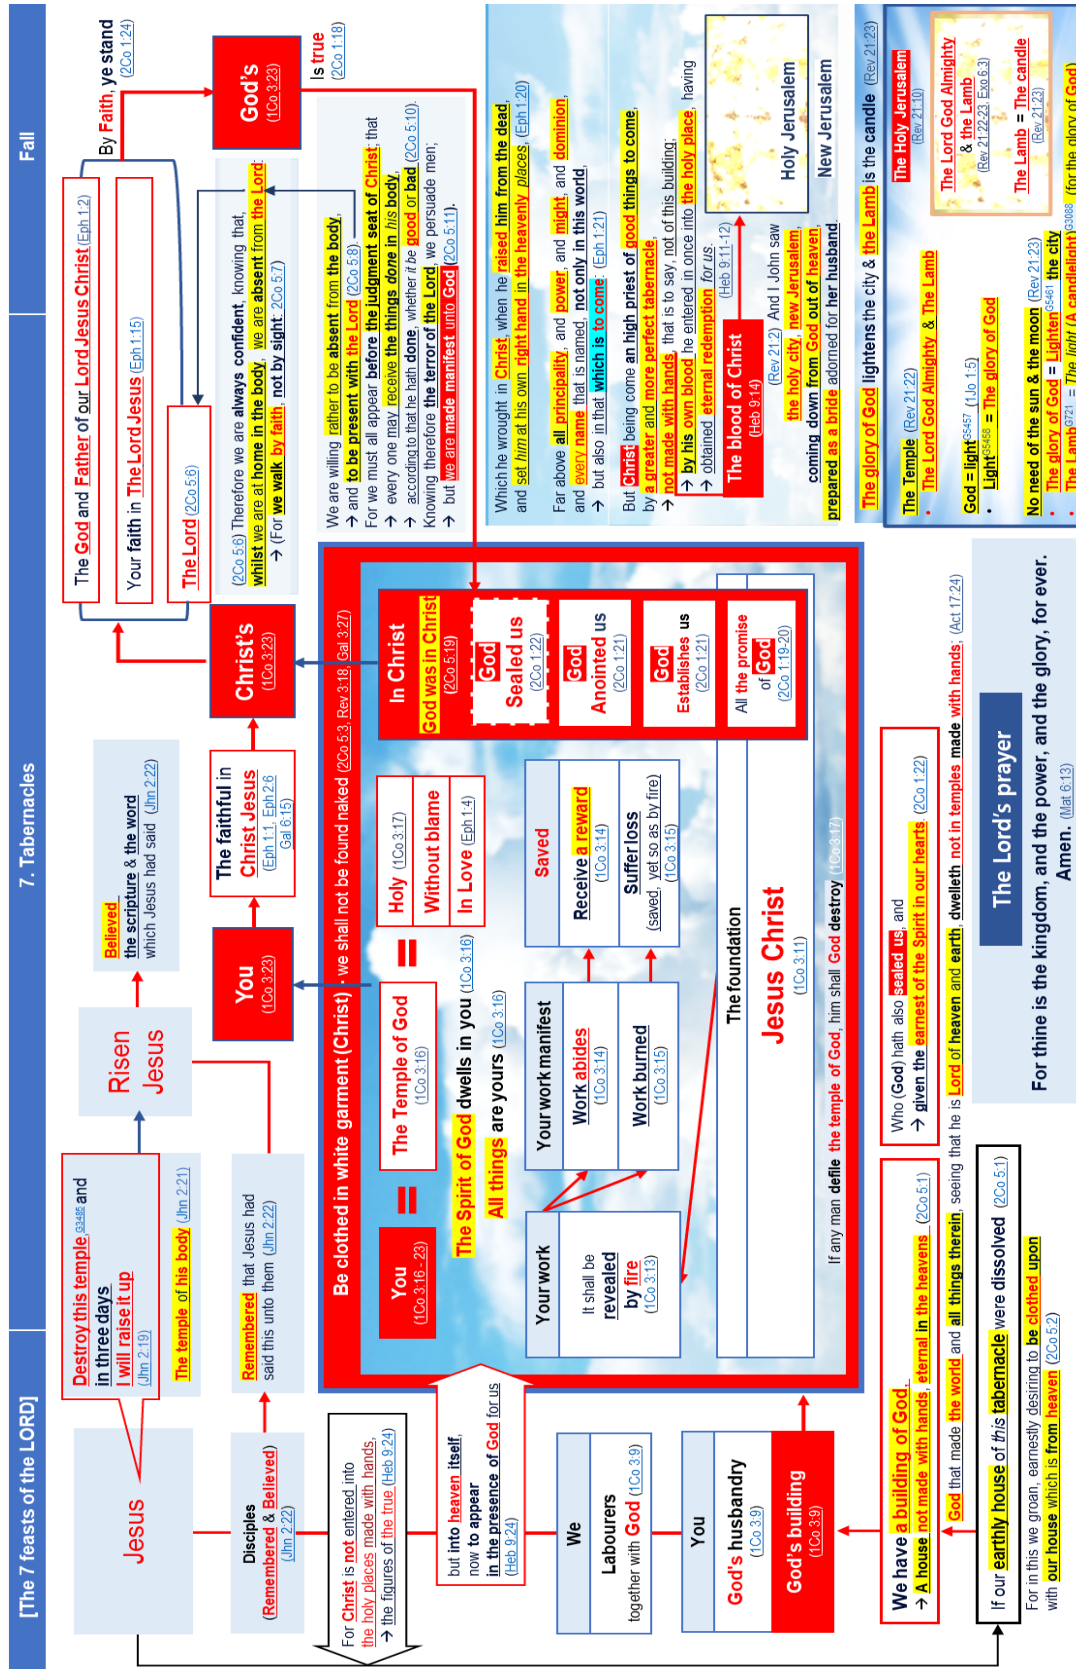 [The 7 feasts of the LORD]
7. Tabernacles
Fall
Jesus
Destroy this temple,G3485 and
in three days
I will raise it up
(Jhn 2:19)
The temple of his body (Jhn 2:21)
Risen
Jesus
Disciples
(Remembered & Believed)
(Jhn 2:22)
Remembered that Jesus had
said this unto them (Jhn 2:22)
Believed
the scripture & the word
which Jesus had said (Jhn 2:22)
You
(1Co 3:23)
The faithful in
Christ Jesus
(Eph 1:1, Eph 2:6
Gal 6:15)
Christ's
(1Co 3:23)
The God and Father of our Lord Jesus Christ (Eph 1:2)
Your faith in The Lord Jesus (Eph 1:15)
The Lord (2Co 5:6)
By Faith, ye stand
(2Co 1:24)
God's
(1Co 3:23)
Is true
(2Co 1:18)
(2Co 5:6) Therefore we are always confident, knowing that,
whilst we are at home in the body, we are absent from the Lord:
→ (For we walk by faith, not by sight: 2Co 5:7)
We are willing rather to be absent from the body,
→ and to be present with the Lord (2Co 5:8).
For we must all appear before the judgment seat of Christ; that
→ every one may receive the things done in his body,
→ according to that he hath done, whether it be good or bad (2Co 5:10).
Knowing therefore the terror of the Lord, we persuade men;
→ but we are made manifest unto God (2Co 5:11).
For Christ is not entered into
the holy places made with hands,
→ the figures of the true (Heb 9:24)
but into heaven itself,
now to appear
in the presence of God for us
(Heb 9:24)
We
Labourers
together with God (1Co 3:9)
You
God's husbandry
(1Co 3:9)
God's building
(1Co 3:9)
Be clothed in white garment (Christ) - we shall not be found naked (2Co 5:3, Rev 3:18, Gal 3:27)
You
(1Co 3:16 - 23)
=
The Temple of God
(1Co 3:16)
=
Holy (1Co 3:17)
Without blame
In Love (Eph 1:4)
The Spirit of God dwells in you (1Co 3:16)
All things are yours (1Co 3:16)
Your work
It shall be
revealed
by fire
(1Co 3:13)
Your work manifest
Work abides
(1Co 3:14)
Work burned
(1Co 3:15)
Saved
Receive a reward
(1Co 3:14)
Suffer loss
(saved, yet so as by fire)
(1Co 3:15)
The foundation
Jesus Christ
(1Co 3:11)
If any man defile the temple of God, him shall God destroy (1Co 3:17)
In Christ
God was in Christ
(2Co 5:19)
God
Sealed us
(2Co 1:22)
God
Anointed us
(2Co 1:21)
God
Establishes us
(2Co 1:21)
All the promise
of God
(2Co 1:19-20)
Which he wrought in Christ, when he raised him from the dead,
and set him at his own right hand in the heavenly places, (Eph 1:20)
Far above all principality, and power, and might, and dominion,
and every name that is named, not only in this world,
→ but also in that which is to come: (Eph 1:21)
But Christ being come an high priest of good things to come,
by a greater and more perfect tabernacle,
→ not made with hands, that is to say, not of this building;
→ by his own blood he entered in once into the holy place, having
→ obtained eternal redemption for us.
(Heb 9:11-12)
The blood of Christ
(Heb 9:14)
Holy Jerusalem
New Jerusalem
(Rev 21:2) And I John saw
the holy city, new Jerusalem,
coming down from God out of heaven,
prepared as a bride adorned for her husband.
We have a building of God,
→ A house not made with hands, eternal in the heavens (2Co 5:1)
Who (God) hath also sealed us, and
→ given the earnest of the Spirit in our hearts. (2Co 1:22)
God that made the world and all things therein, seeing that he is Lord of heaven and earth, dwelleth not in temples made with hands; (Act 17:24)
If our earthly house of this tabernacle were dissolved (2Co 5:1)
For in this we groan, earnestly desiring to be clothed upon
with our house which is from heaven (2Co 5:2)
The Lord's prayer
For thine is the kingdom, and the power, and the glory, for ever.
Amen. (Mat 6:13)
The glory of God lightens the city & the Lamb is the candle (Rev 21:23)
The Temple (Rev 21:22)
• The Lord God Almighty & The Lamb
God = light G5457 (1Jo 1:5)
• Light G5458 = The glory of God
No need of the sun & the moon (Rev 21:23)
• The glory of God = Lighten G5461 the city
• The Lamb G721 = The light (A candlelight) G3088 (for the glory of God)
The Holy Jerusalem
(Rev 21:10)
The Lord God Almighty
& the Lamb
(Rev 21:22-23, Exo 6:3)
The Lamb = The candle
(Rev 21:23)